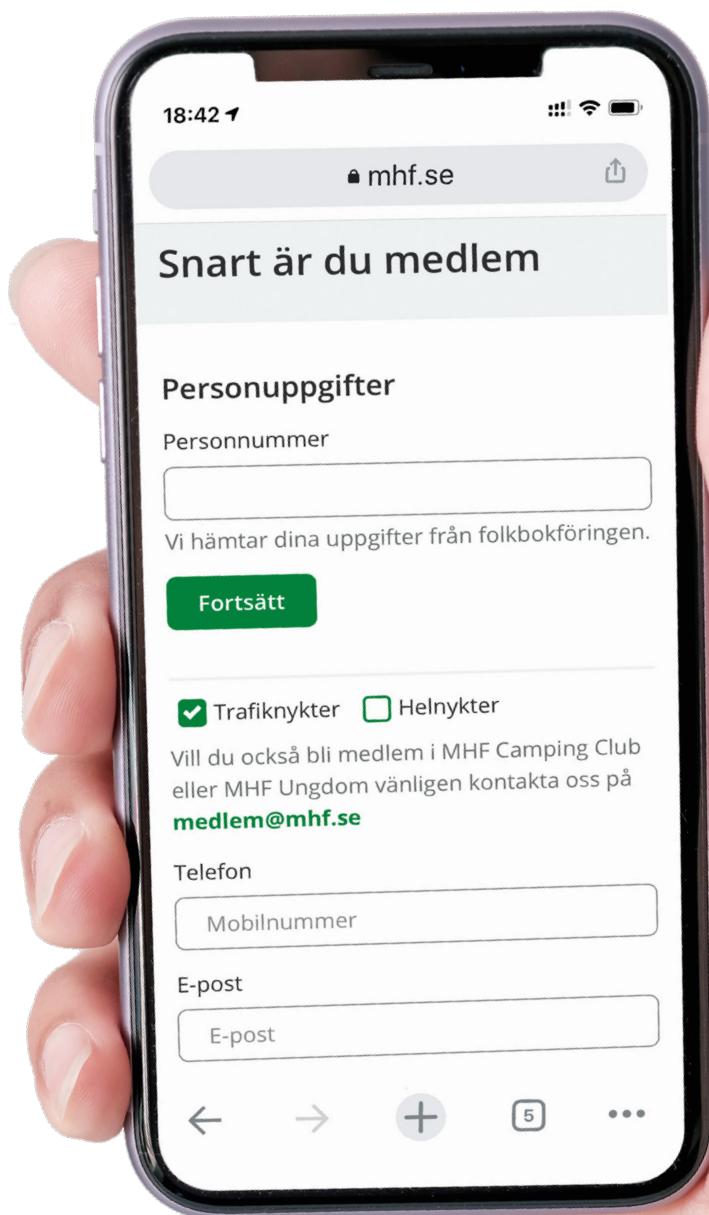 18:42
mhf.se
Snart är du medlem
Personuppgifter
Personnummer
Vi hämtar dina uppgifter från folkbokföringen.
Fortsätt
Trafiknykter Helnykter
Vill du också bli medlem i MHF Camping Club
eller MHF Ungdom vänligen kontakta oss på
medlem@mhf.se
Telefon
Mobilnummer
E-post
E-post
5